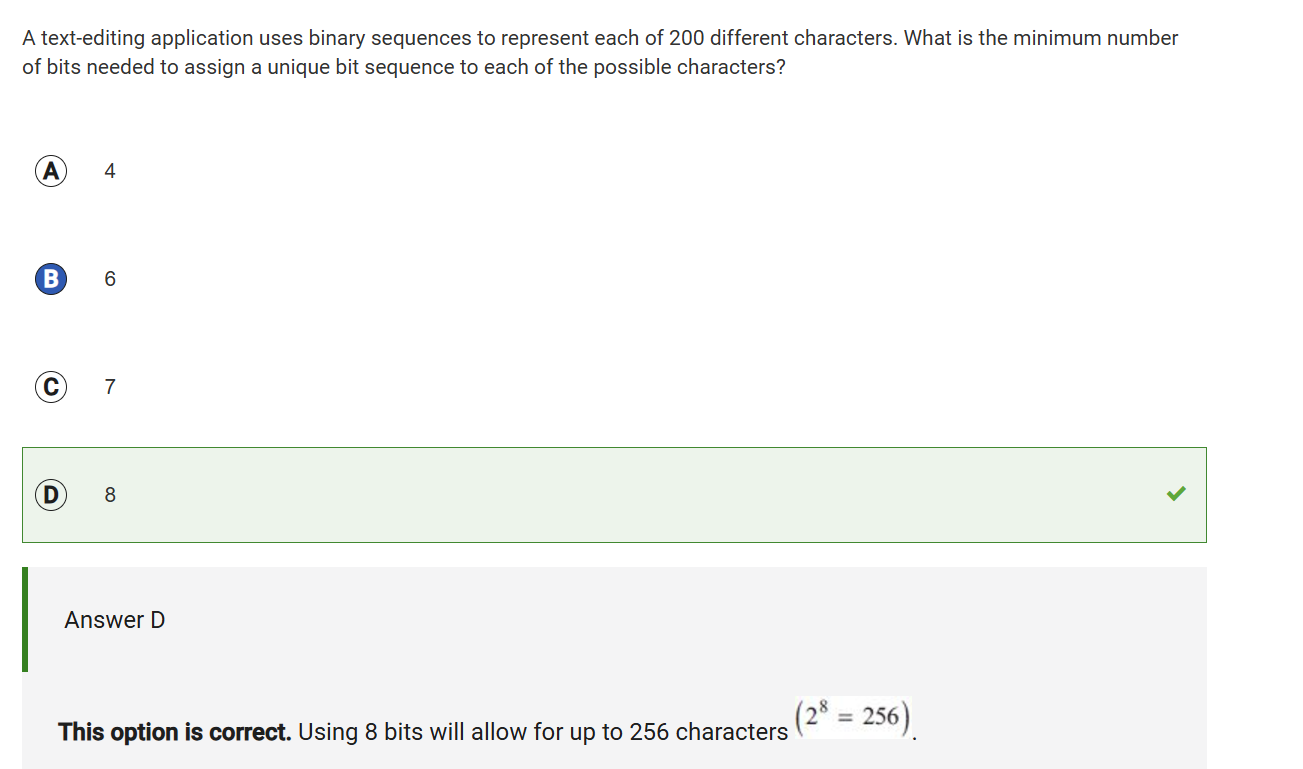 A text-editing application uses binary sequences to represent each of 200 different characters. What is the minimum number
of bits needed to assign a unique bit sequence to each of the possible characters?
A 4
B 6
C 7
D 8
Answer D
This option is correct. Using 8 bits will allow for up to 256 characters (2⁸ = 256).